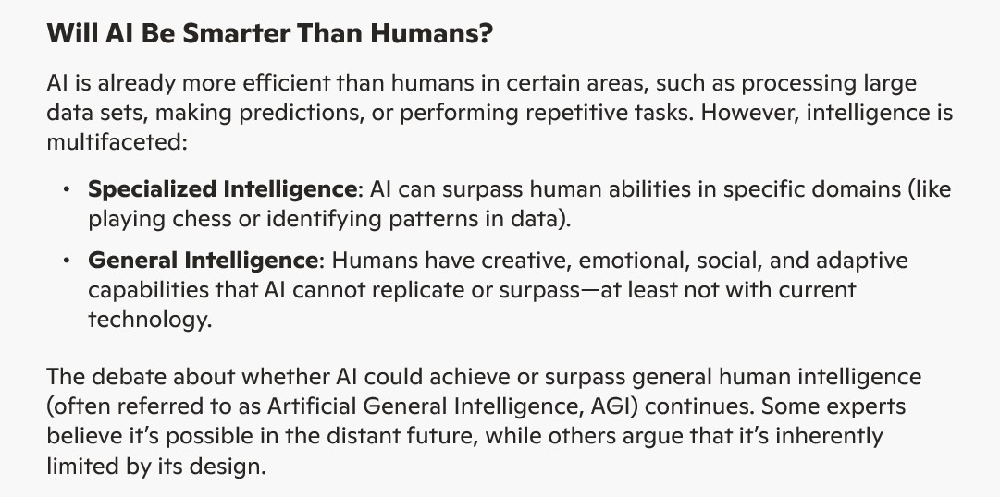 Will AI Be Smarter Than Humans?
AI is already more efficient than humans in certain areas, such as processing large
data sets, making predictions, or performing repetitive tasks. However, intelligence is
multifaceted:
• Specialized Intelligence: AI can surpass human abilities in specific domains (like
playing chess or identifying patterns in data).
• General Intelligence: Humans have creative, emotional, social, and adaptive
capabilities that AI cannot replicate or surpass—at least not with current
technology.
The debate about whether AI could achieve or surpass general human intelligence
(often referred to as Artificial General Intelligence, AGI) continues. Some experts
believe it’s possible in the distant future, while others argue that it’s inherently
limited by its design.